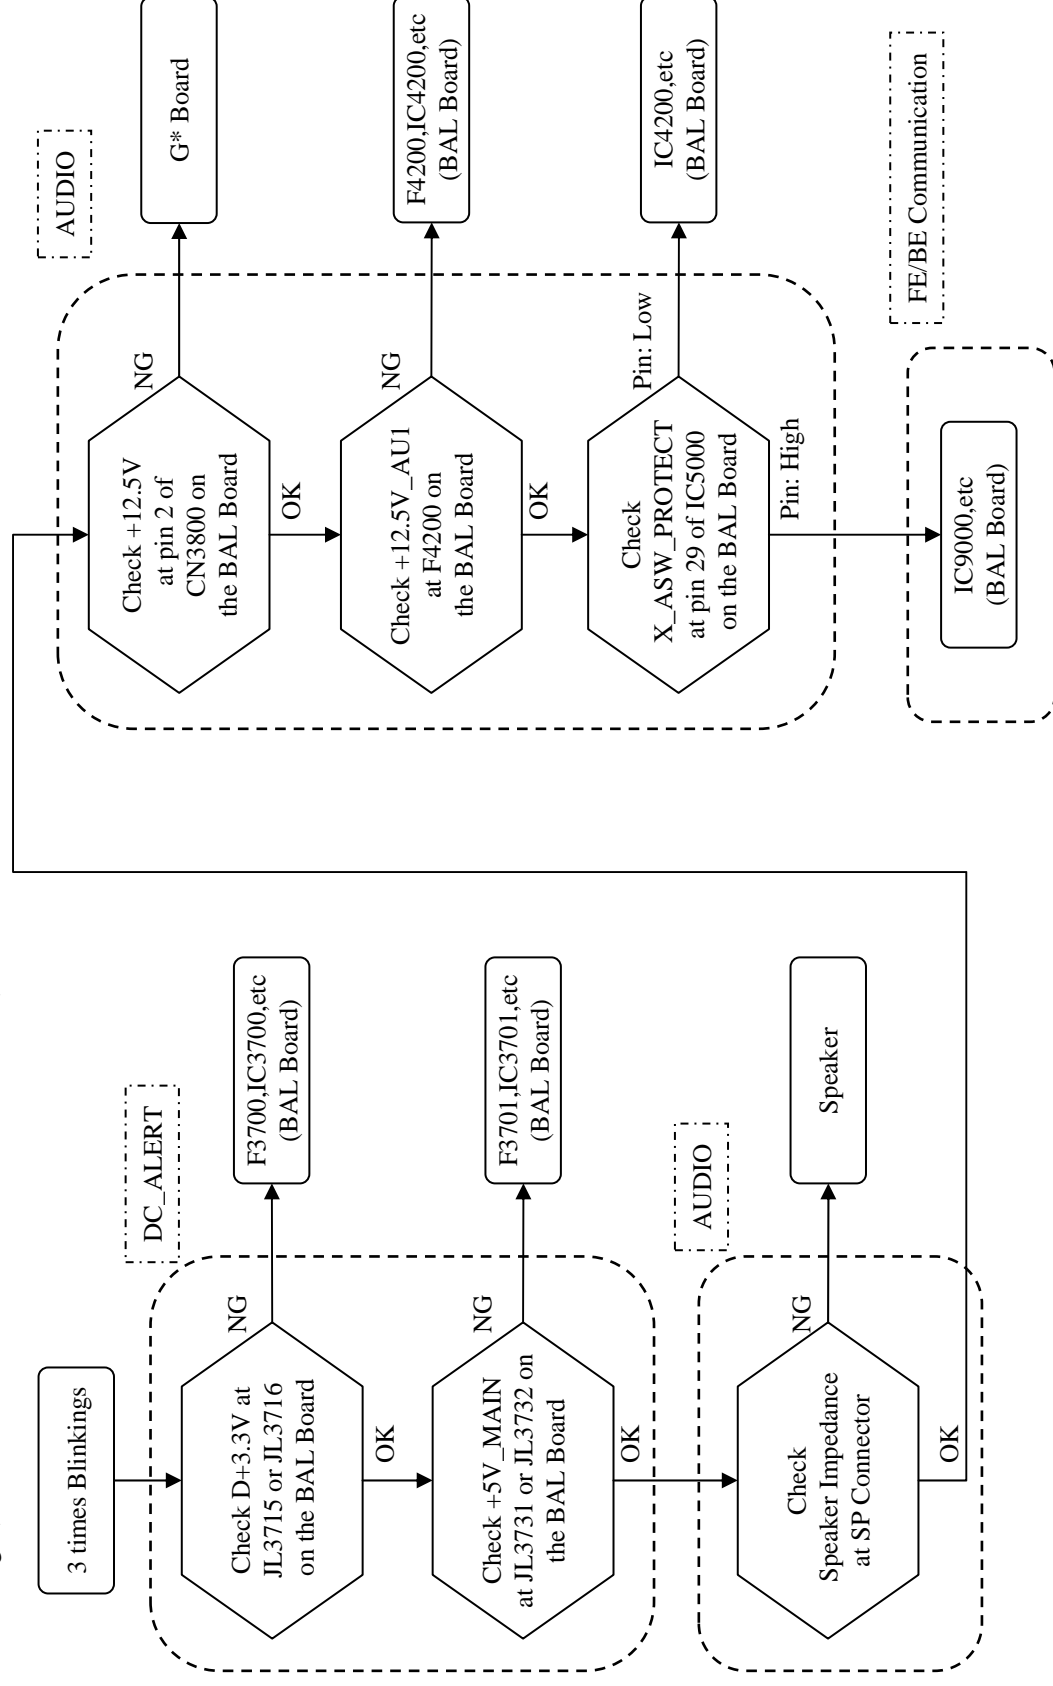 3 times Blinkings
DC_ALERT
Check D+3.3V at
JL3715 or JL3716
on the BAL Board
NG
F3700,IC3700,etc
(BAL Board)
OK
Check +5V_MAIN
at JL3731 or JL3732 on
the BAL Board
NG
F3701,IC3701,etc
(BAL Board)
OK
AUDIO
Check
Speaker Impedance
at SP Connector
NG
Speaker
OK
AUDIO
Check +12.5V
at pin 2 of
CN3800 on
the BAL Board
NG
G* Board
OK
Check +12.5V_AU1
at F4200 on
the BAL Board
NG
F4200,IC4200,etc
(BAL Board)
OK
Check
X_ASW_PROTECT
at pin 29 of IC5000
on the BAL Board
Pin: Low
IC4200,etc
(BAL Board)
Pin: High
FE/BE Communication
IC9000,etc
(BAL Board)